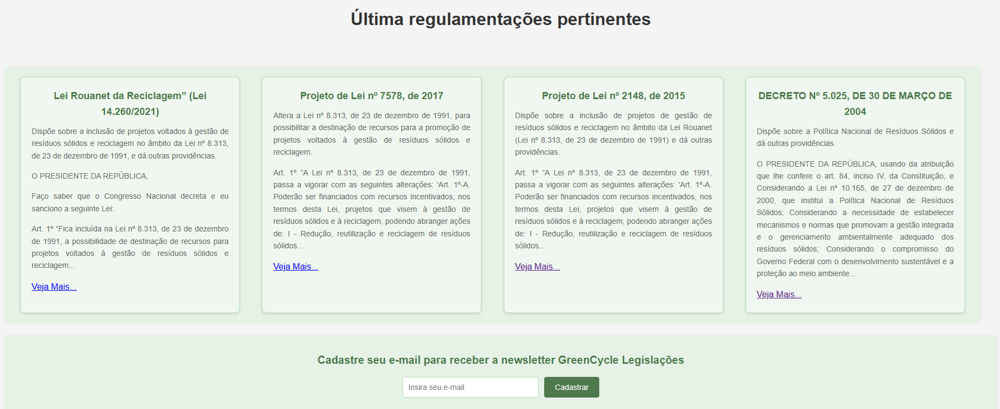 Última regulamentações pertinentes
Lei Rouanet da Reciclagem” (Lei
14.260/2021)
Dispõe sobre a inclusão de projetos voltados à gestão de
resíduos sólidos e reciclagem no âmbito da Lei nº 8.313,
de 23 de dezembro de 1991, e dá outras providências.
O PRESIDENTE DA REPÚBLICA,
Faço saber que o Congresso Nacional decreta e eu
sanciono a seguinte Lei:
Art. 1º “Fica incluída na Lei nº 8.313, de 23 de dezembro
de 1991, a possibilidade de destinação de recursos para
projetos voltados à gestão de resíduos sólidos e
reciclagem...
Veja Mais...
Projeto de Lei nº 7578, de 2017
Altera a Lei nº 8.313, de 23 de dezembro de 1991, para
possibilitar a destinação de recursos para a promoção de
projetos voltados à gestão de resíduos sólidos e
reciclagem.
Art. 1º “A Lei nº 8.313, de 23 de dezembro de 1991,
passa a vigorar com as seguintes alterações: 'Art. 1º-A.
Poderão ser financiados com recursos incentivados, nos
termos desta Lei, projetos que visem à gestão de
resíduos sólidos e à reciclagem, podendo abranger ações
de: I - Redução, reutilização e reciclagem de resíduos
sólidos...
Veja Mais...
Projeto de Lei nº 2148, de 2015
Dispõe sobre a inclusão de projetos de gestão de
resíduos sólidos e reciclagem no âmbito da Lei Rouanet
(Lei nº 8.313, de 23 de dezembro de 1991) e dá outras
providências.
Art. 1º “A Lei nº 8.313, de 23 de dezembro de 1991,
passa a vigorar com as seguintes alterações: 'Art. 1º-A.
Poderão ser financiados com recursos incentivados, nos
termos desta Lei, projetos que visem à gestão de
resíduos sólidos e à reciclagem, podendo abranger ações
de: I - Redução, reutilização e reciclagem de resíduos
sólidos...
Veja Mais...
DECRETO Nº 5.025, DE 30 DE MARÇO DE
2004
Dispõe sobre a Política Nacional de Resíduos Sólidos e
dá outras providências.
O PRESIDENTE DA REPÚBLICA, usando da atribuição
que lhe confere o art. 84, inciso IV, da Constituição, e
Considerando a Lei nº 10.165, de 27 de dezembro de
2000, que institui a Política Nacional de Resíduos
Sólidos; Considerando a necessidade de estabelecer
mecanismos e normas que promovam a gestão integrada
e o gerenciamento ambientalmente adequado dos
resíduos sólidos; Considerando o compromisso do
Governo Federal com o desenvolvimento sustentável e a
proteção ao meio ambiente...
Veja Mais...
Cadastre seu e-mail para receber a newsletter GreenCycle Legislações
Insira seu e-mail
Cadastrar